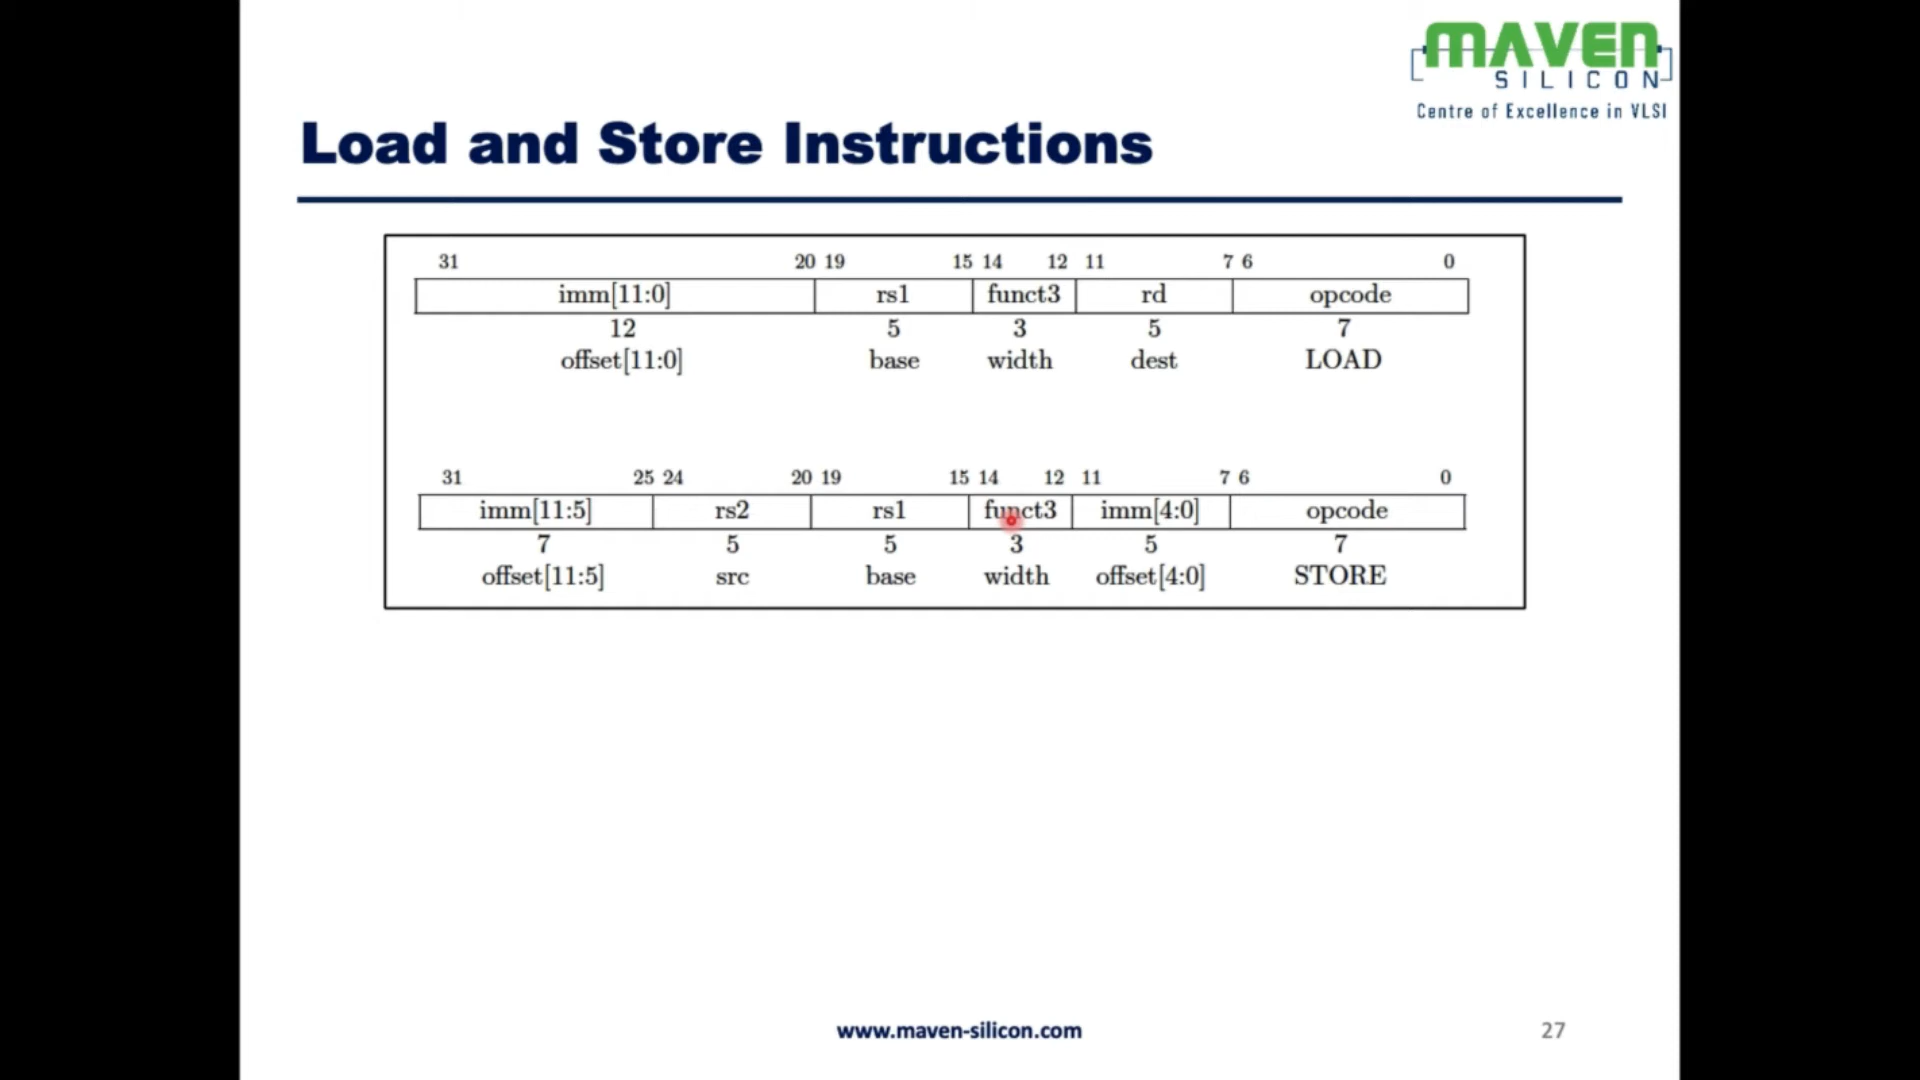 MAVEN
SILICON
Centre of Excellence in VLSI
Load and Store Instructions
31 20 19 15 14 12 11 7 6 0
imm[11:0] rs1 funct3 rd opcode
12 5 3 5 7
offset[11:0] base width dest LOAD
31 25 24 20 19 15 14 12 11 7 6 0
imm[11:5] rs2 rs1 funct3 imm[4:0] opcode
7 5 5 3 5 7
offset[11:5] src base width offset[4:0] STORE
www.maven-silicon.com 27